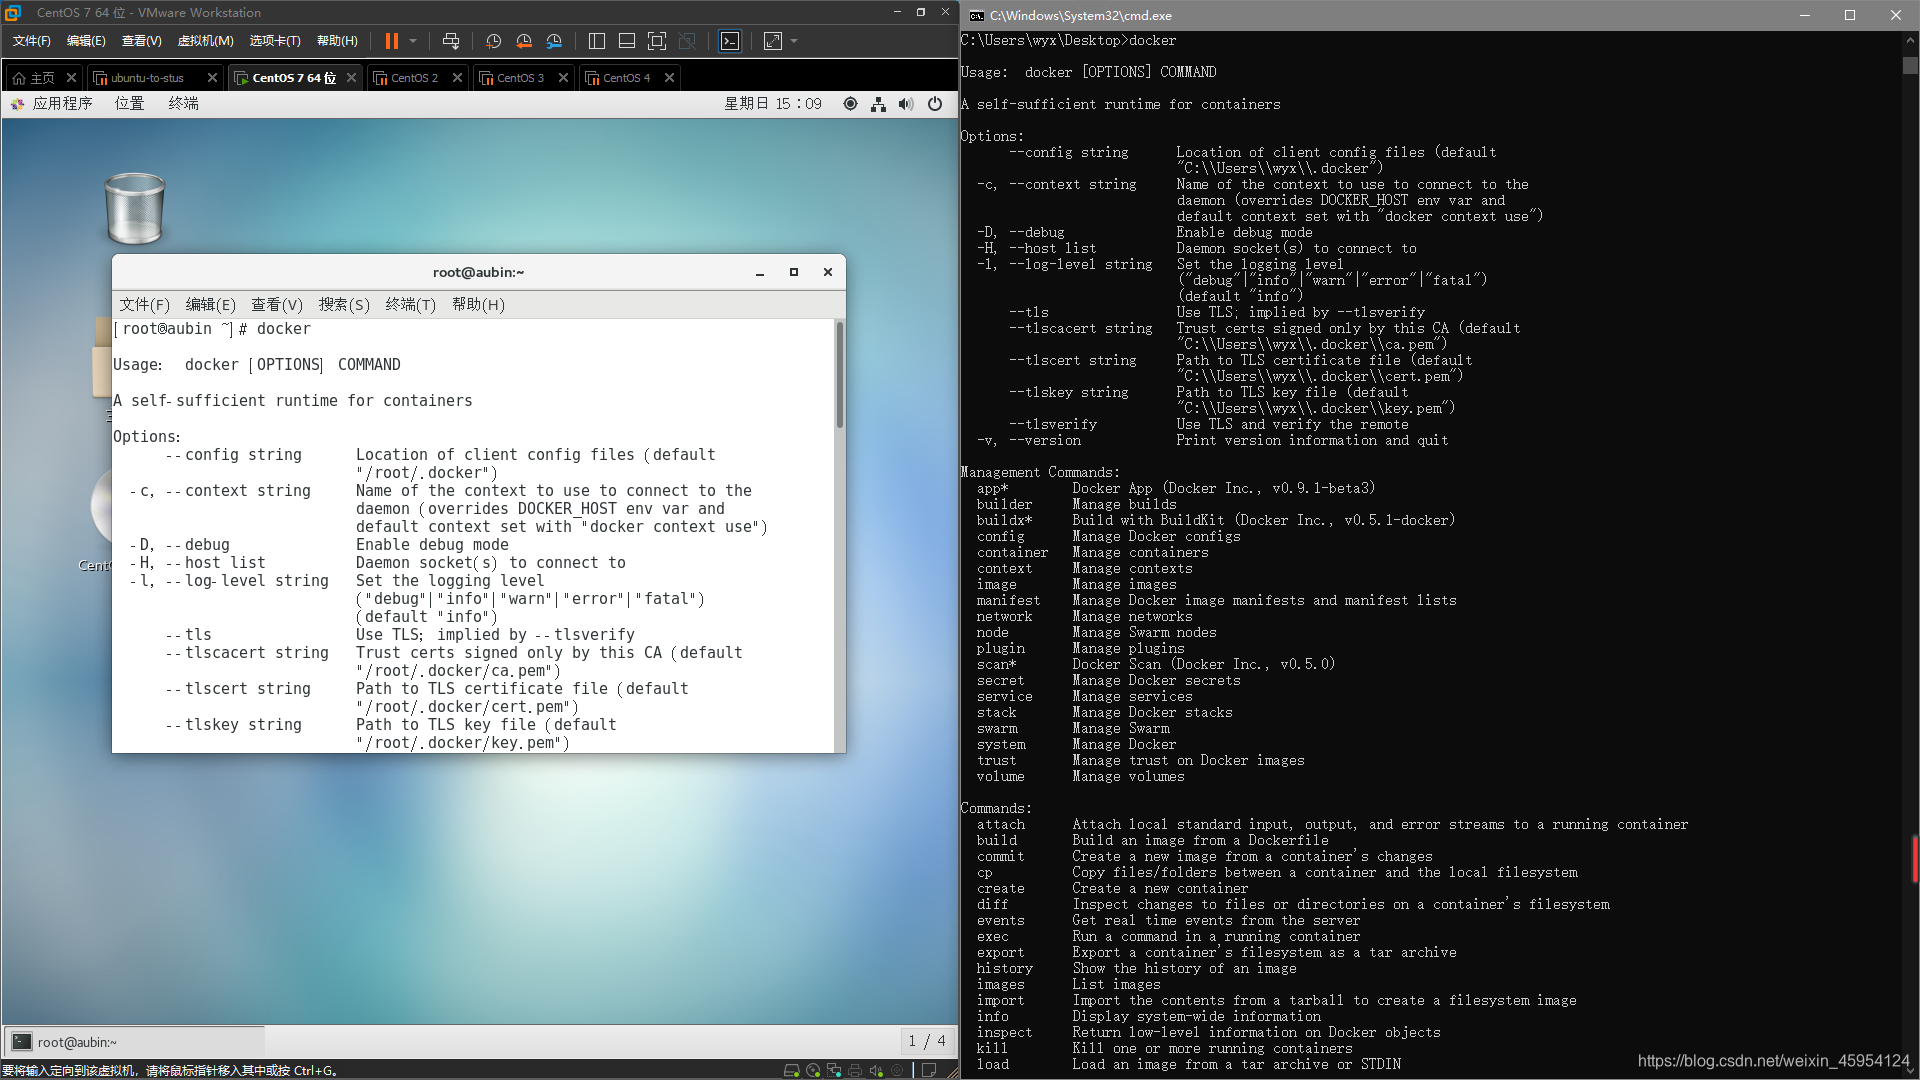 CentOS 7 64 位 - VMware Workstation
文件(F) 编辑(E) 查看(V) 虚拟机(M) 选项卡(T) 帮助(H)
主页 ubuntu-to-stus CentOS 7 64 位 CentOS 2 CentOS 3 CentOS 4
应用程序 位置 终端 星期日 15：09
root@aubin:~
文件(F) 编辑(E) 查看(V) 搜索(S) 终端(T) 帮助(H)
[root@aubin ~]# docker
Usage: docker [OPTIONS] COMMAND
A self-sufficient runtime for containers
Options:
--config string Location of client config files (default
"/root/.docker")
-c, --context string Name of the context to use to connect to the
daemon (overrides DOCKER_HOST env var and
default context set with "docker context use")
-D, --debug Enable debug mode
-H, --host list Daemon socket(s) to connect to
-l, --log-level string Set the logging level
("debug"|"info"|"warn"|"error"|"fatal")
(default "info")
--tls Use TLS; implied by --tlsverify
--tlscacert string Trust certs signed only by this CA (default
"/root/.docker/ca.pem")
--tlscert string Path to TLS certificate file (default
"/root/.docker/cert.pem")
--tlskey string Path to TLS key file (default
"/root/.docker/key.pem")
root@aubin:~ 1 / 4
要将输入定向到该虚拟机，请将鼠标指针移入其中或按 Ctrl+G。
C:\Windows\System32\cmd.exe
C:\Users\wyx\Desktop>docker
Usage: docker [OPTIONS] COMMAND
A self-sufficient runtime for containers
Options:
--config string Location of client config files (default
"C:\\Users\\wyx\\.docker")
-c, --context string Name of the context to use to connect to the
daemon (overrides DOCKER_HOST env var and
default context set with "docker context use")
-D, --debug Enable debug mode
-H, --host list Daemon socket(s) to connect to
-l, --log-level string Set the logging level
("debug"|"info"|"warn"|"error"|"fatal")
(default "info")
--tls Use TLS; implied by --tlsverify
--tlscacert string Trust certs signed only by this CA (default
"C:\\Users\\wyx\\.docker\\ca.pem")
--tlscert string Path to TLS certificate file (default
"C:\\Users\\wyx\\.docker\\cert.pem")
--tlskey string Path to TLS key file (default
"C:\\Users\\wyx\\.docker\\key.pem")
--tlsverify Use TLS and verify the remote
-v, --version Print version information and quit
Management Commands:
app* Docker App (Docker Inc., v0.9.1-beta3)
builder Manage builds
buildx* Build with BuildKit (Docker Inc., v0.5.1-docker)
config Manage Docker configs
container Manage containers
context Manage contexts
image Manage images
manifest Manage Docker image manifests and manifest lists
network Manage networks
node Manage Swarm nodes
plugin Manage plugins
scan* Docker Scan (Docker Inc., v0.5.0)
secret Manage Docker secrets
service Manage services
stack Manage Docker stacks
swarm Manage Swarm
system Manage Docker
trust Manage trust on Docker images
volume Manage volumes
Commands:
attach Attach local standard input, output, and error streams to a running container
build Build an image from a Dockerfile
commit Create a new image from a container's changes
cp Copy files/folders between a container and the local filesystem
create Create a new container
diff Inspect changes to files or directories on a container's filesystem
events Get real time events from the server
exec Run a command in a running container
export Export a container's filesystem as a tar archive
history Show the history of an image
images List images
import Import the contents from a tarball to create a filesystem image
info Display system-wide information
inspect Return low-level information on Docker objects
kill Kill one or more running containers
load Load an image from a tar archive or STDIN
https://blog.csdn.net/weixin_45954124